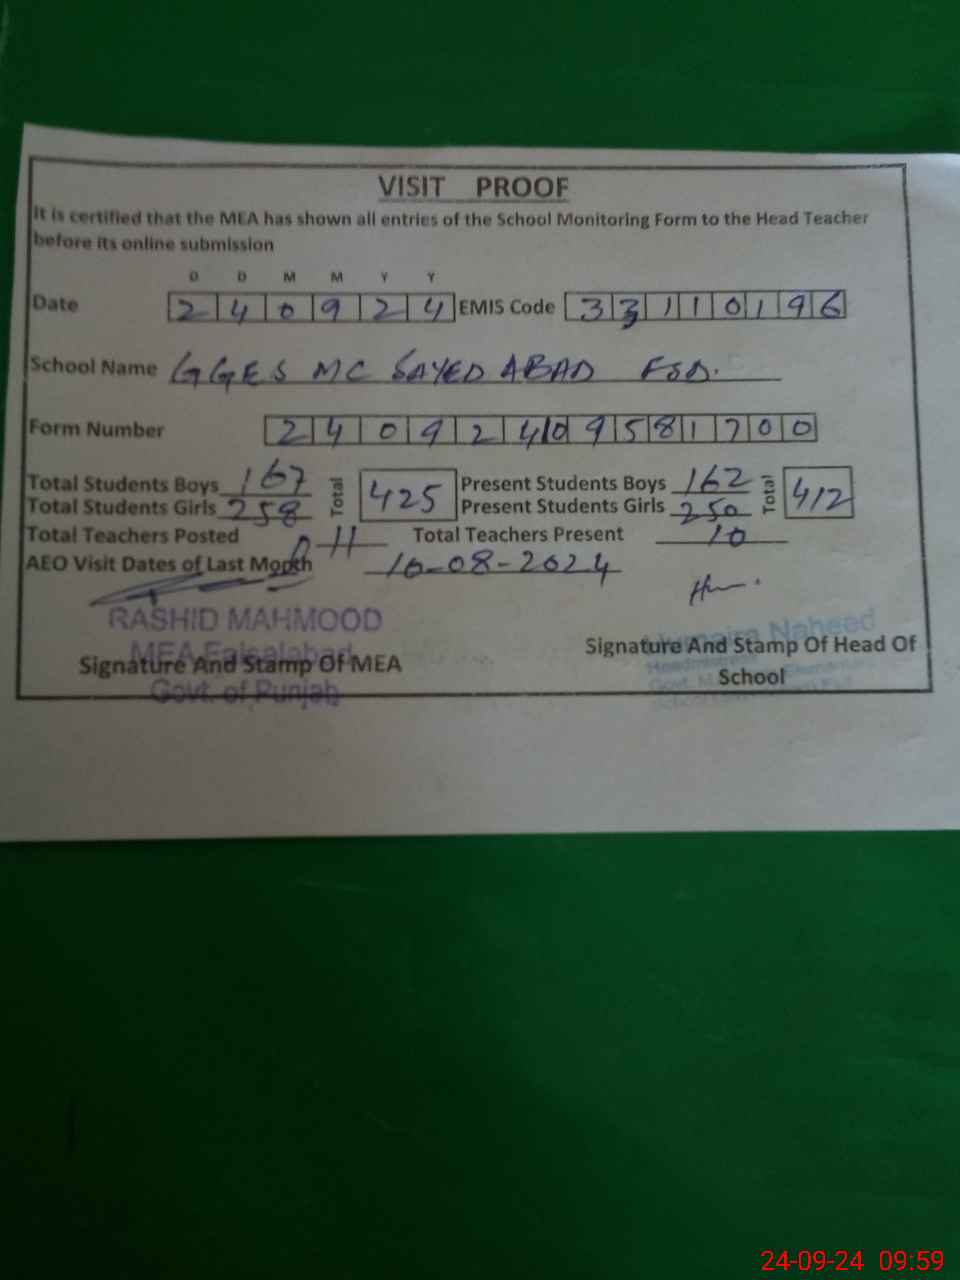 VISIT PROOF
It is certified that the MEA has shown all entries of the School Monitoring Form to the Head Teacher
before its online submission
D D M M Y Y
Date 2 4 0 9 2 4 EMIS Code 3 3 1 1 0 1 9 6
School Name GGES MC SAYED ABAD FSD.
Form Number 2 4 0 9 2 4 0 9 5 8 1 7 0 0
Total Students Boys 167 Total 425 Present Students Boys 162 Total 412
Total Students Girls 258 Present Students Girls 250
Total Teachers Posted 11 Total Teachers Present 10
AEO Visit Dates of Last Month 10-08-2024
RASHID MAHMOOD
MEA Faisalabad
Govt. of Punjab
Signature And Stamp Of MEA
Naheed
Signature And Stamp Of Head Of
School
24-09-24 09:59